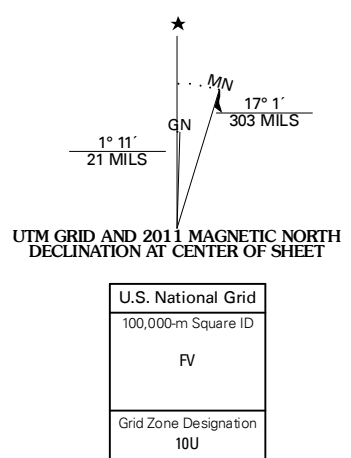 MN
GN
17° 1´
303 MILS
1° 11´
21 MILS
UTM GRID AND 2011 MAGNETIC NORTH
DECLINATION AT CENTER OF SHEET
U.S. National Grid
100,000-m Square ID
FV
Grid Zone Designation
10U